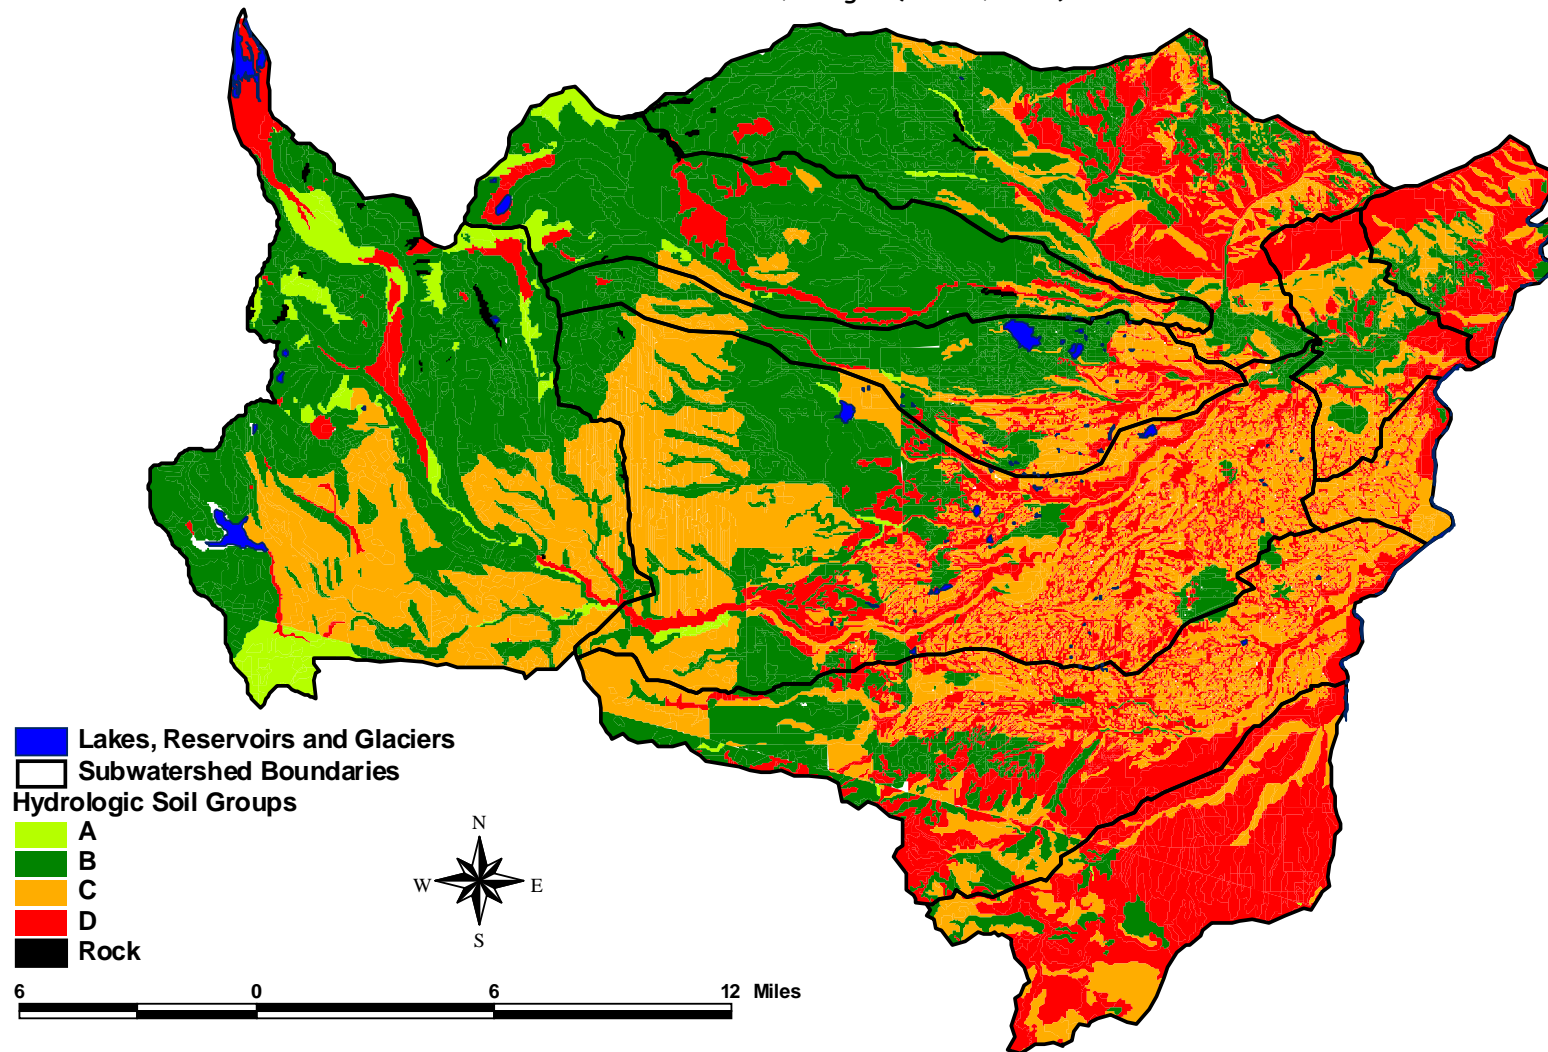 Lakes, Reservoirs and Glaciers
Subwatershed Boundaries
Hydrologic Soil Groups
A
B
C
D
Rock
N
W E
S
6 0 6 12 Miles